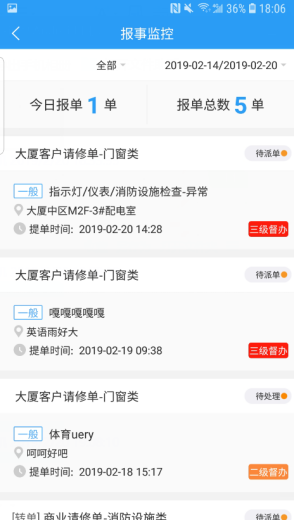 36% 18:06
报事监控
全部 2019-02-14/2019-02-20
今日报单 1 单 报单总数 5 单
大厦客户请修单-门窗类 待派单
一般 指示灯/仪表/消防设施检查-异常
大厦中区M2F-3#配电室
提单时间: 2019-02-20 14:28 三级督办
大厦客户请修单-门窗类 待派单
一般 嘎嘎嘎嘎嘎
英语雨好大
提单时间: 2019-02-19 09:38 三级督办
大厦客户请修单-门窗类 待处理
一般 体育uery
呵呵好吧
提单时间: 2019-02-18 15:17 二级督办
[转单] 商业请修单-消防设施类